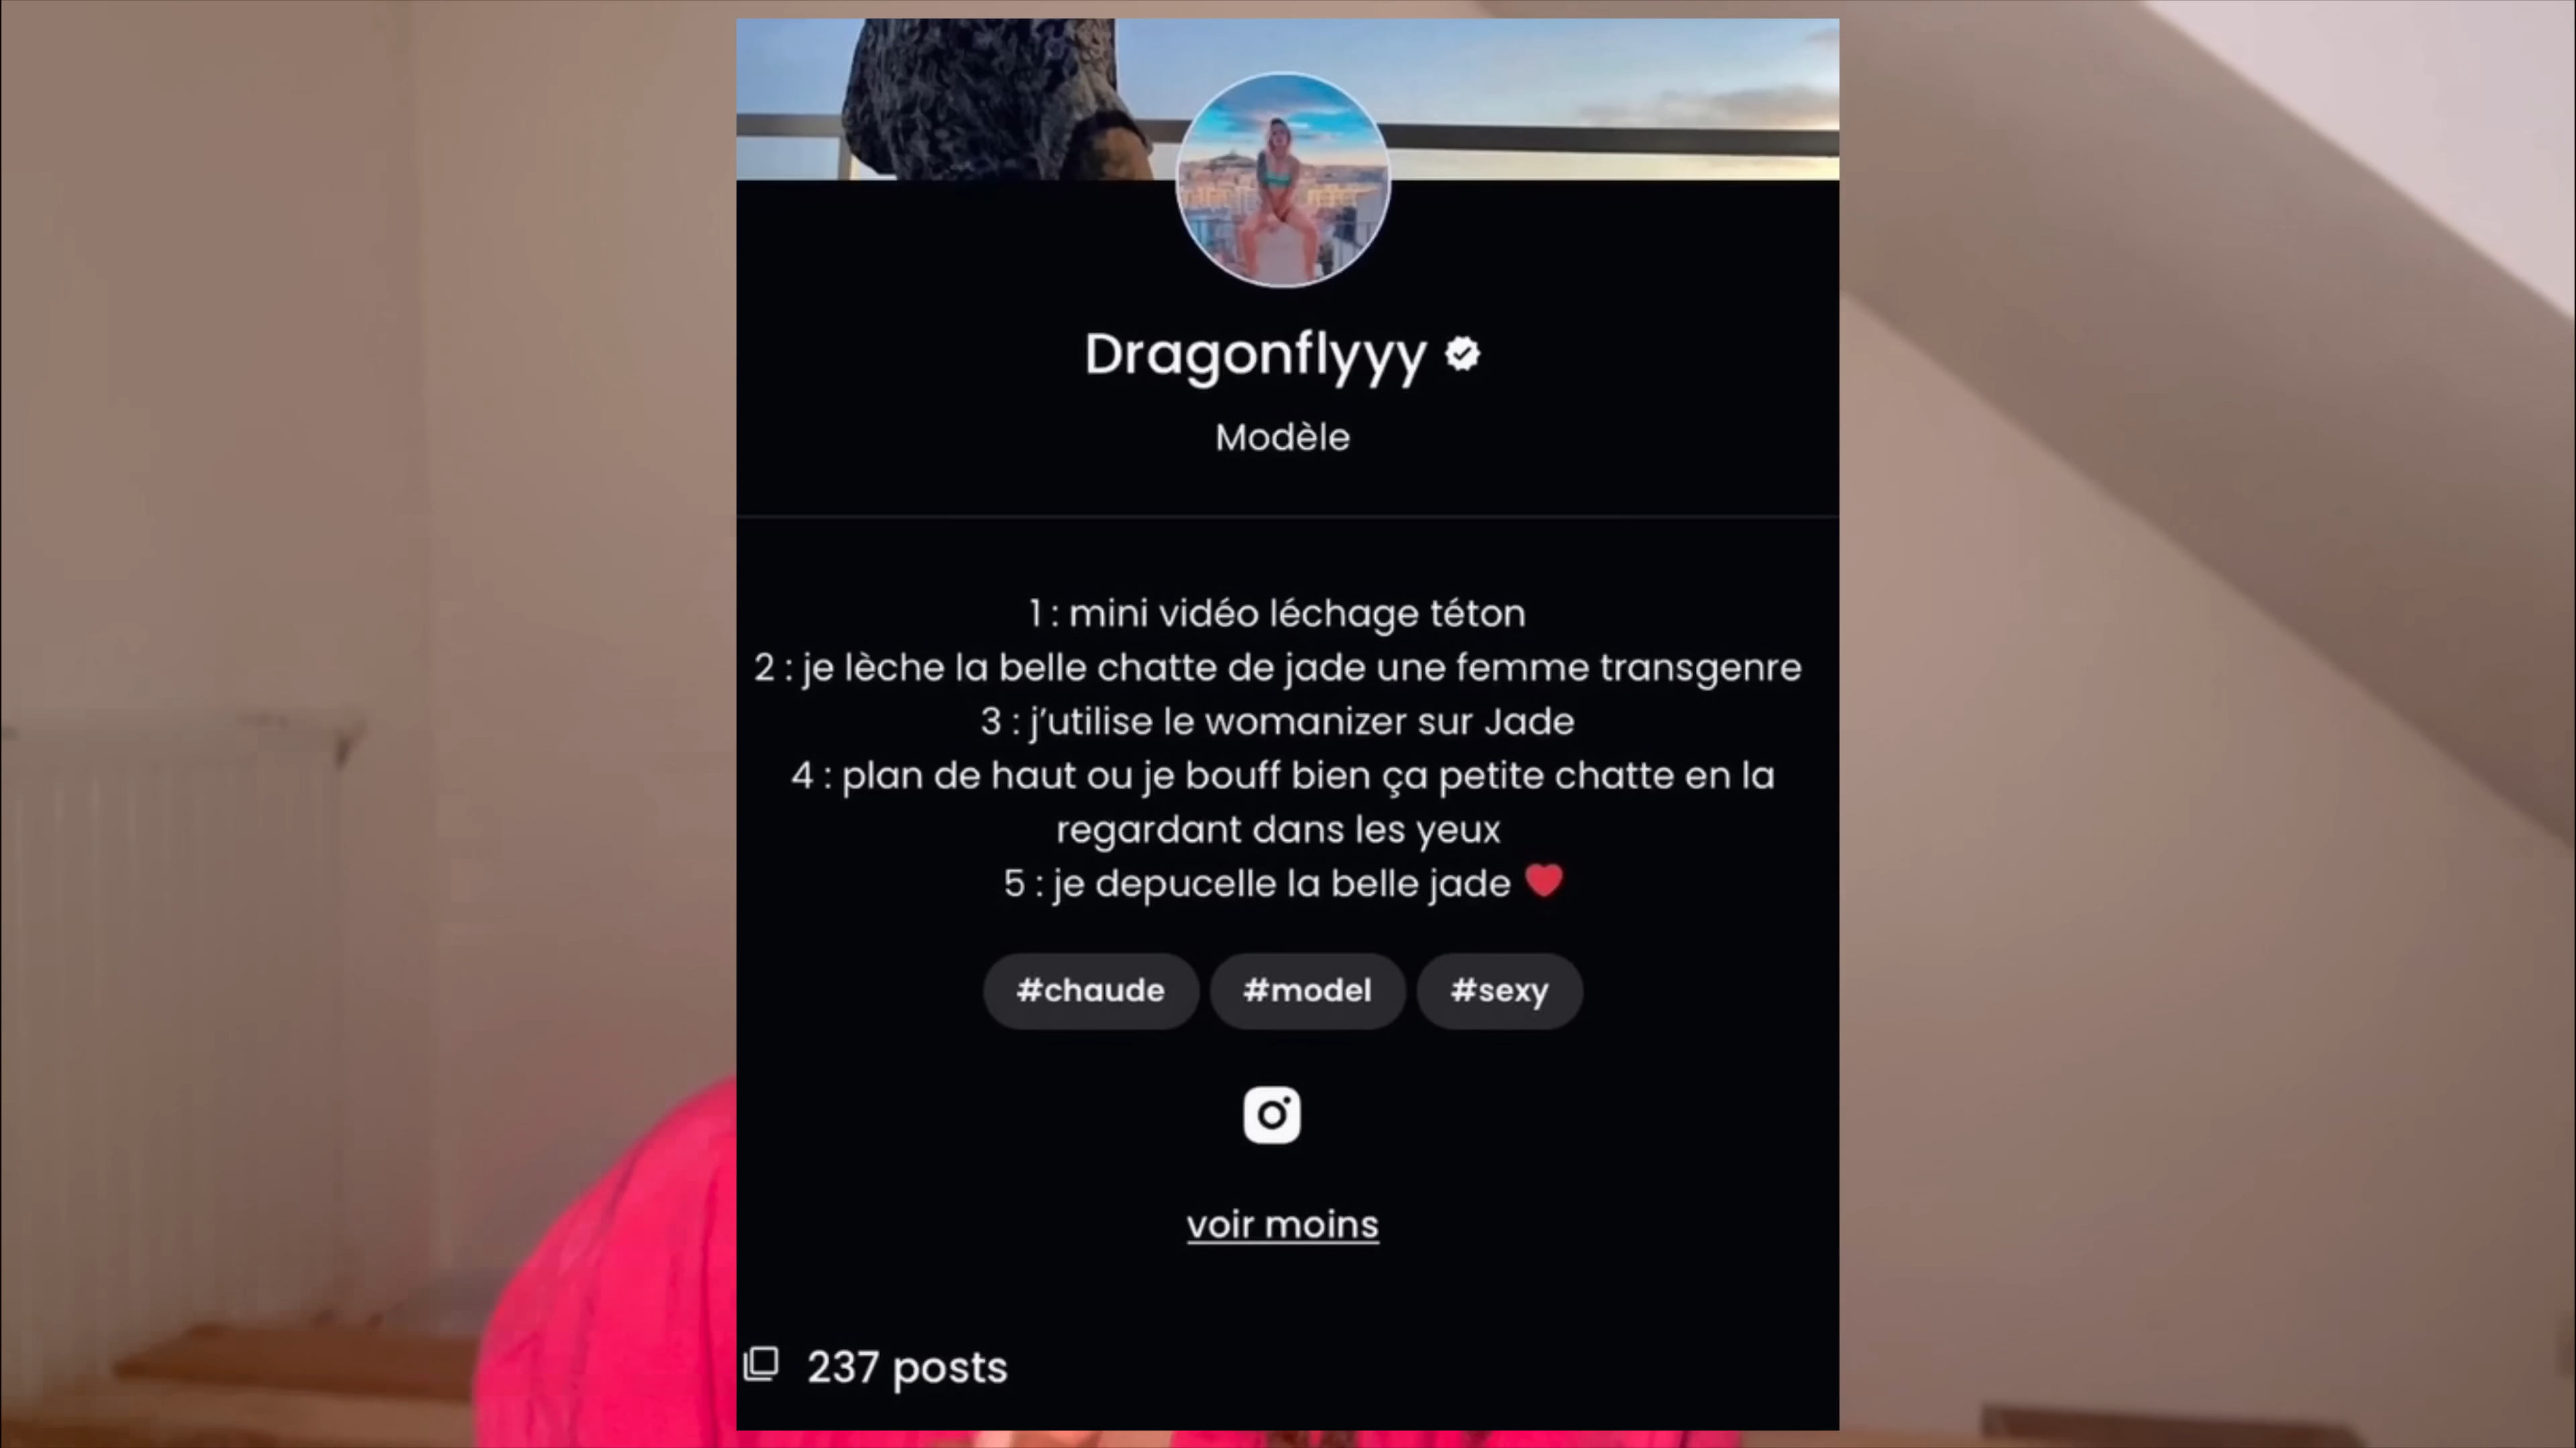 Dragonflyyy
Modèle
1 : mini vidéo léchage téton
2 : je lèche la belle chatte de jade une femme transgenre
3 : j’utilise le womanizer sur Jade
4 : plan de haut ou je bouff bien ça petite chatte en la
regardant dans les yeux
5 : je depucelle la belle jade ❤️
#chaude #model #sexy
voir moins
237 posts